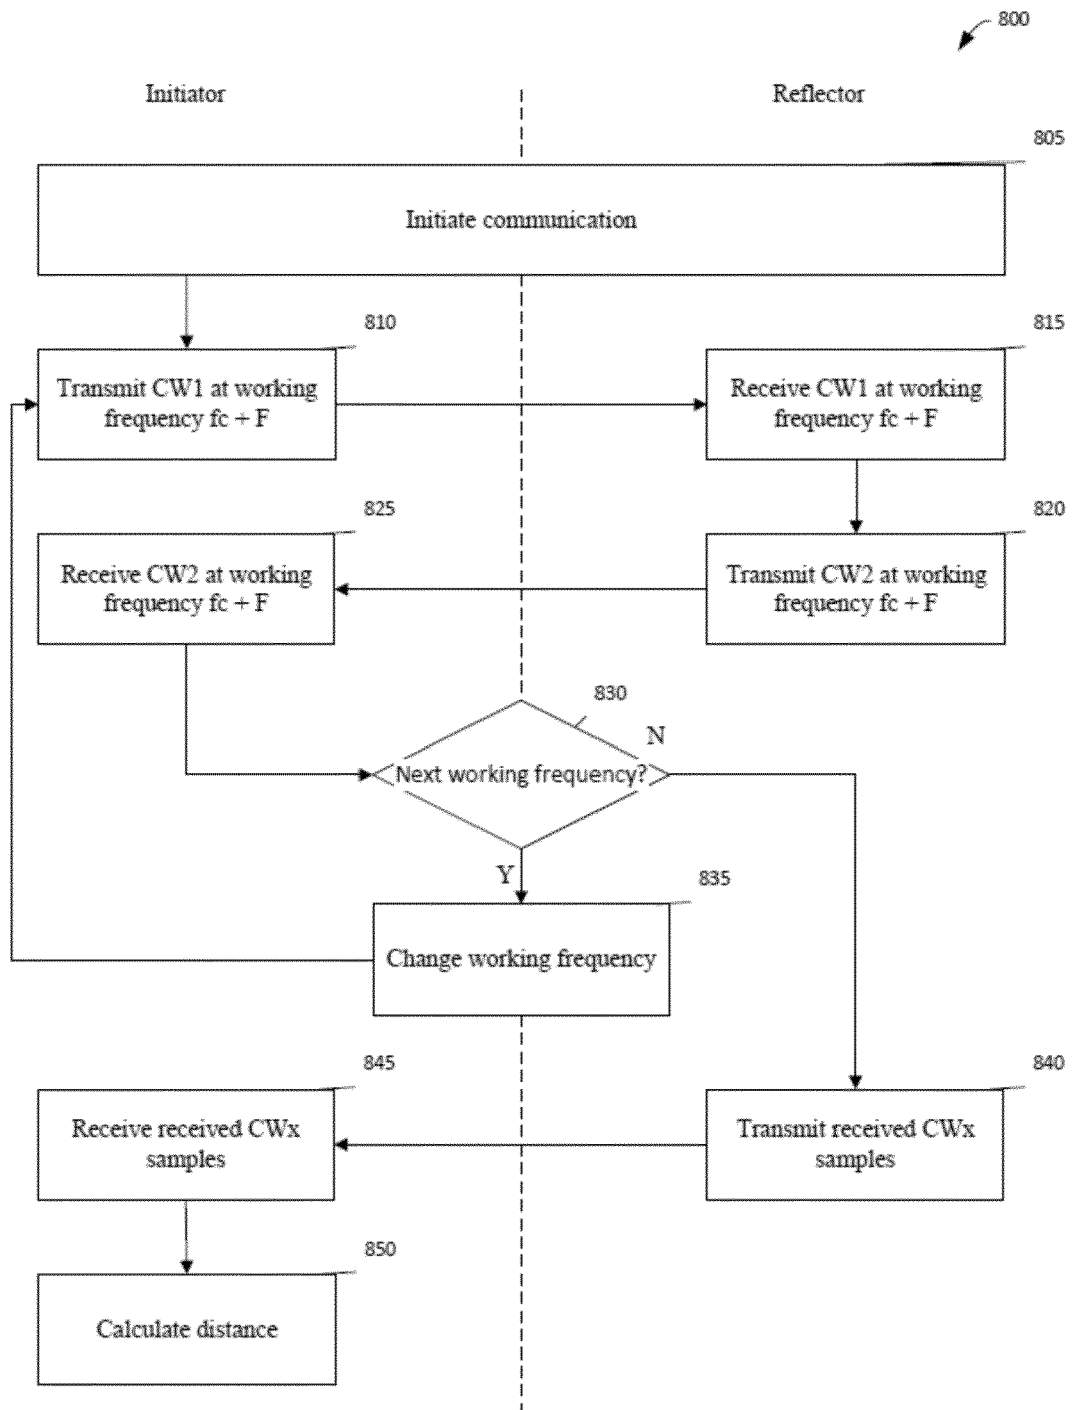 800
Initiator
Reflector
805
Initiate communication
810
815
Transmit CW1 at working
frequency fc + F
Receive CW1 at working
frequency fc + F
825
820
Receive CW2 at working
frequency fc + F
Transmit CW2 at working
frequency fc + F
830
N
Next working frequency?
Y
835
Change working frequency
845
840
Receive received CWx
samples
Transmit received CWx
samples
850
Calculate distance